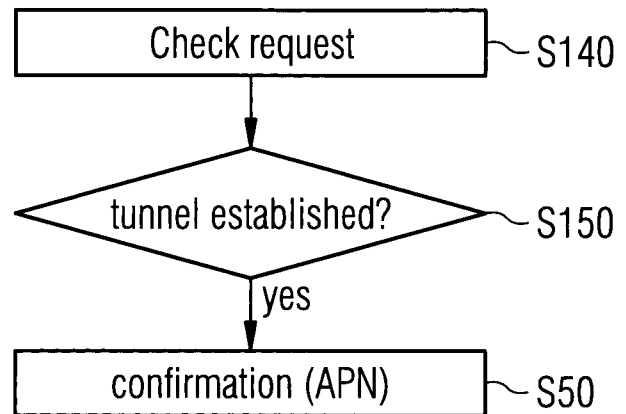 Check request
S140
tunnel established?
S150
yes
confirmation (APN)
S50